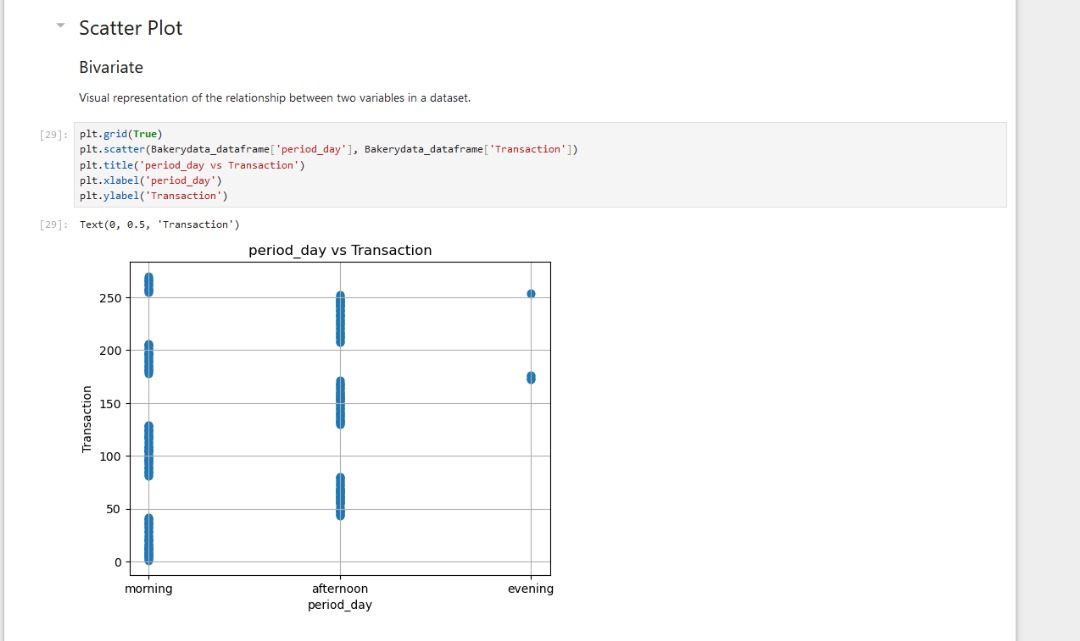 Scatter Plot
Bivariate
Visual representation of the relationship between two variables in a dataset.
[29]: plt.grid(True)
plt.scatter(Bakerydata_dataframe['period_day'], Bakerydata_dataframe['Transaction'])
plt.title('period_day vs Transaction')
plt.xlabel('period_day')
plt.ylabel('Transaction')
[29]: Text(0, 0.5, 'Transaction')
period_day vs Transaction
250
200
150
100
50
0
Transaction
morning afternoon evening
period_day